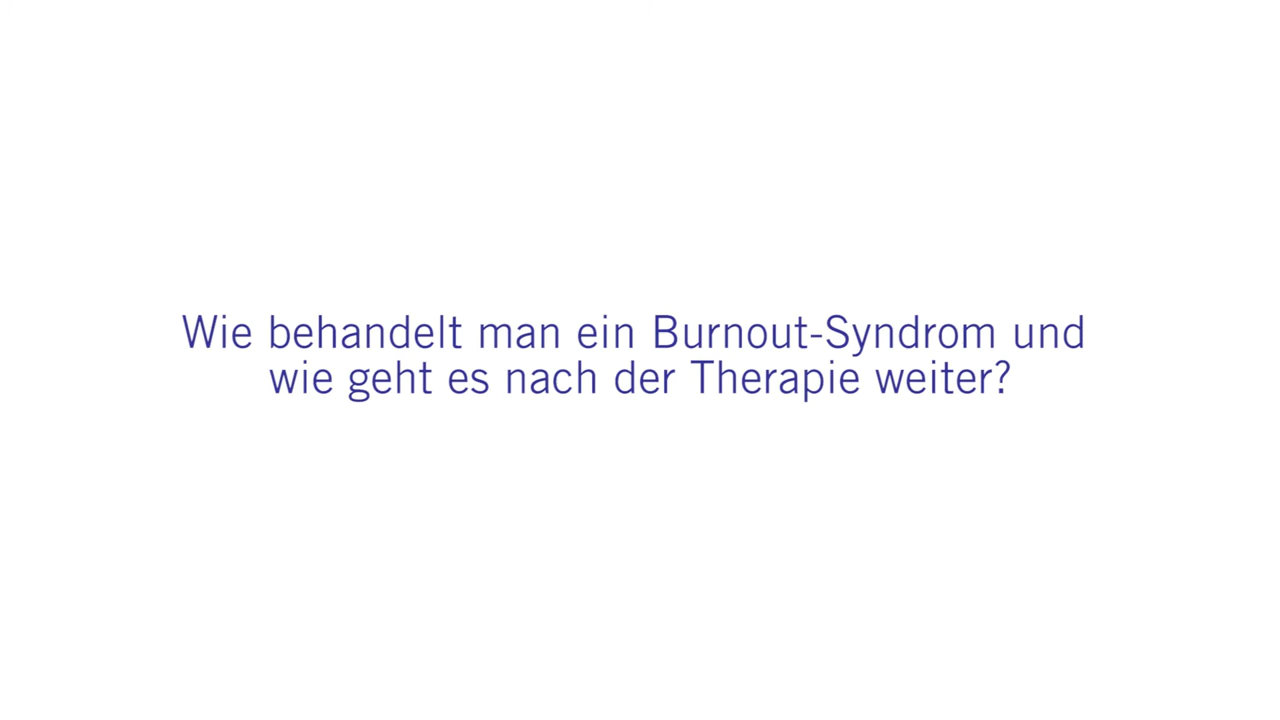 Wie behandelt man ein Burnout-Syndrom und
wie geht es nach der Therapie weiter?